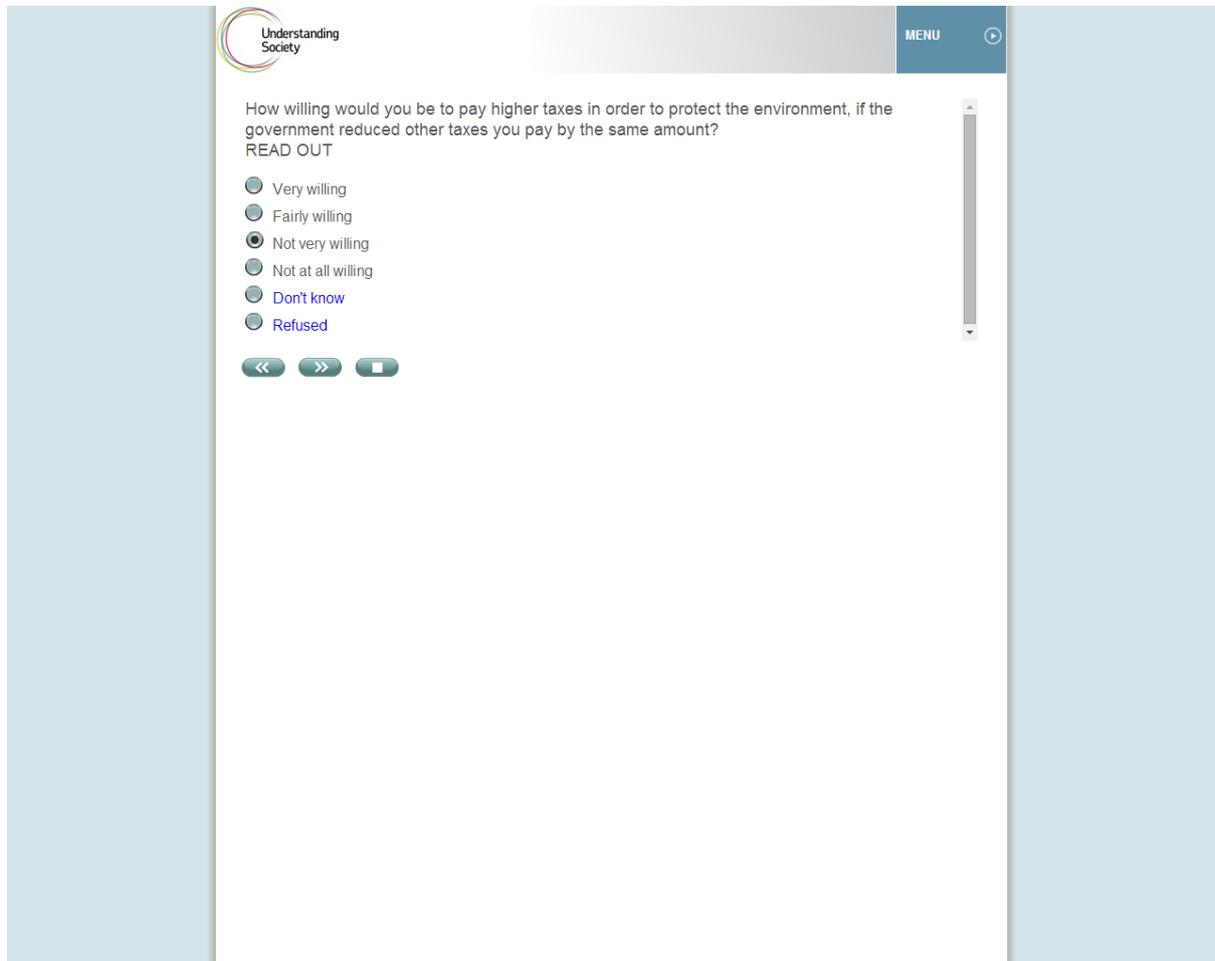 Understanding
Society
MENU
How willing would you be to pay higher taxes in order to protect the environment, if the
government reduced other taxes you pay by the same amount?
READ OUT
Very willing
Fairly willing
Not very willing
Not at all willing
Don't know
Refused